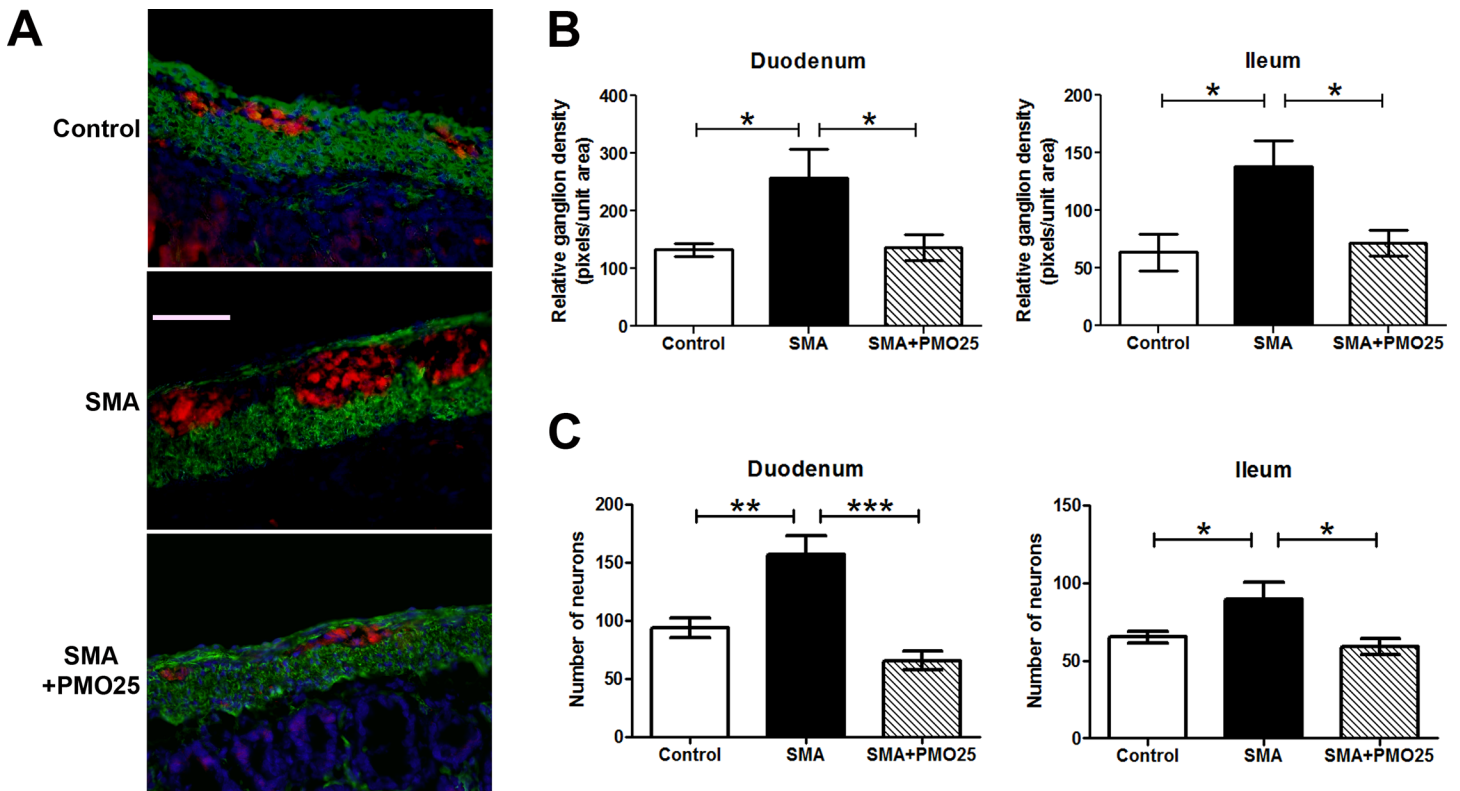 A
Control
SMA
SMA
+PMO25
B
Duodenum
Relative ganglion density
(pixels/unit area)
400
300
200
100
0
* *
Control SMA SMA+PMO25
Ileum
Relative ganglion density
(pixels/unit area)
200
150
100
50
0
* *
Control SMA SMA+PMO25
C
Duodenum
Number of neurons
200
150
100
50
0
** ***
Control SMA SMA+PMO25
Ileum
Number of neurons
150
100
50
0
* *
Control SMA SMA+PMO25